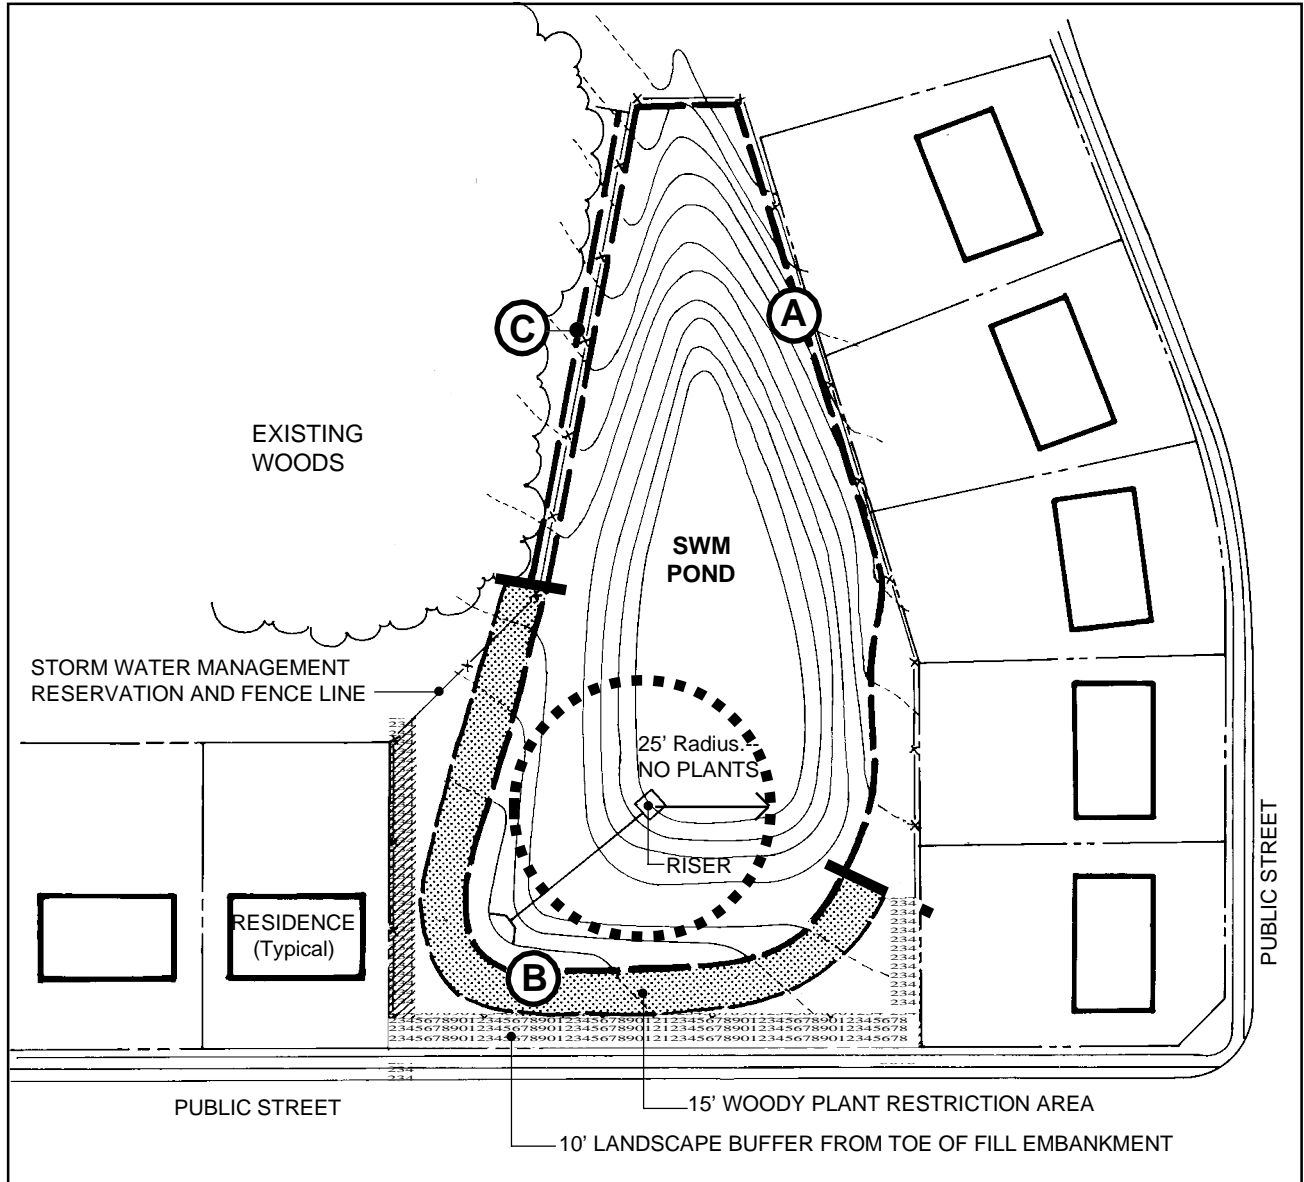 C
A
EXISTING
WOODS
SWM
POND
STORM WATER MANAGEMENT
RESERVATION AND FENCE LINE
25' Radius.--
NO PLANTS
RISER
RESIDENCE
(Typical)
B
PUBLIC STREET
PUBLIC STREET
15' WOODY PLANT RESTRICTION AREA
10' LANDSCAPE BUFFER FROM TOE OF FILL EMBANKMENT